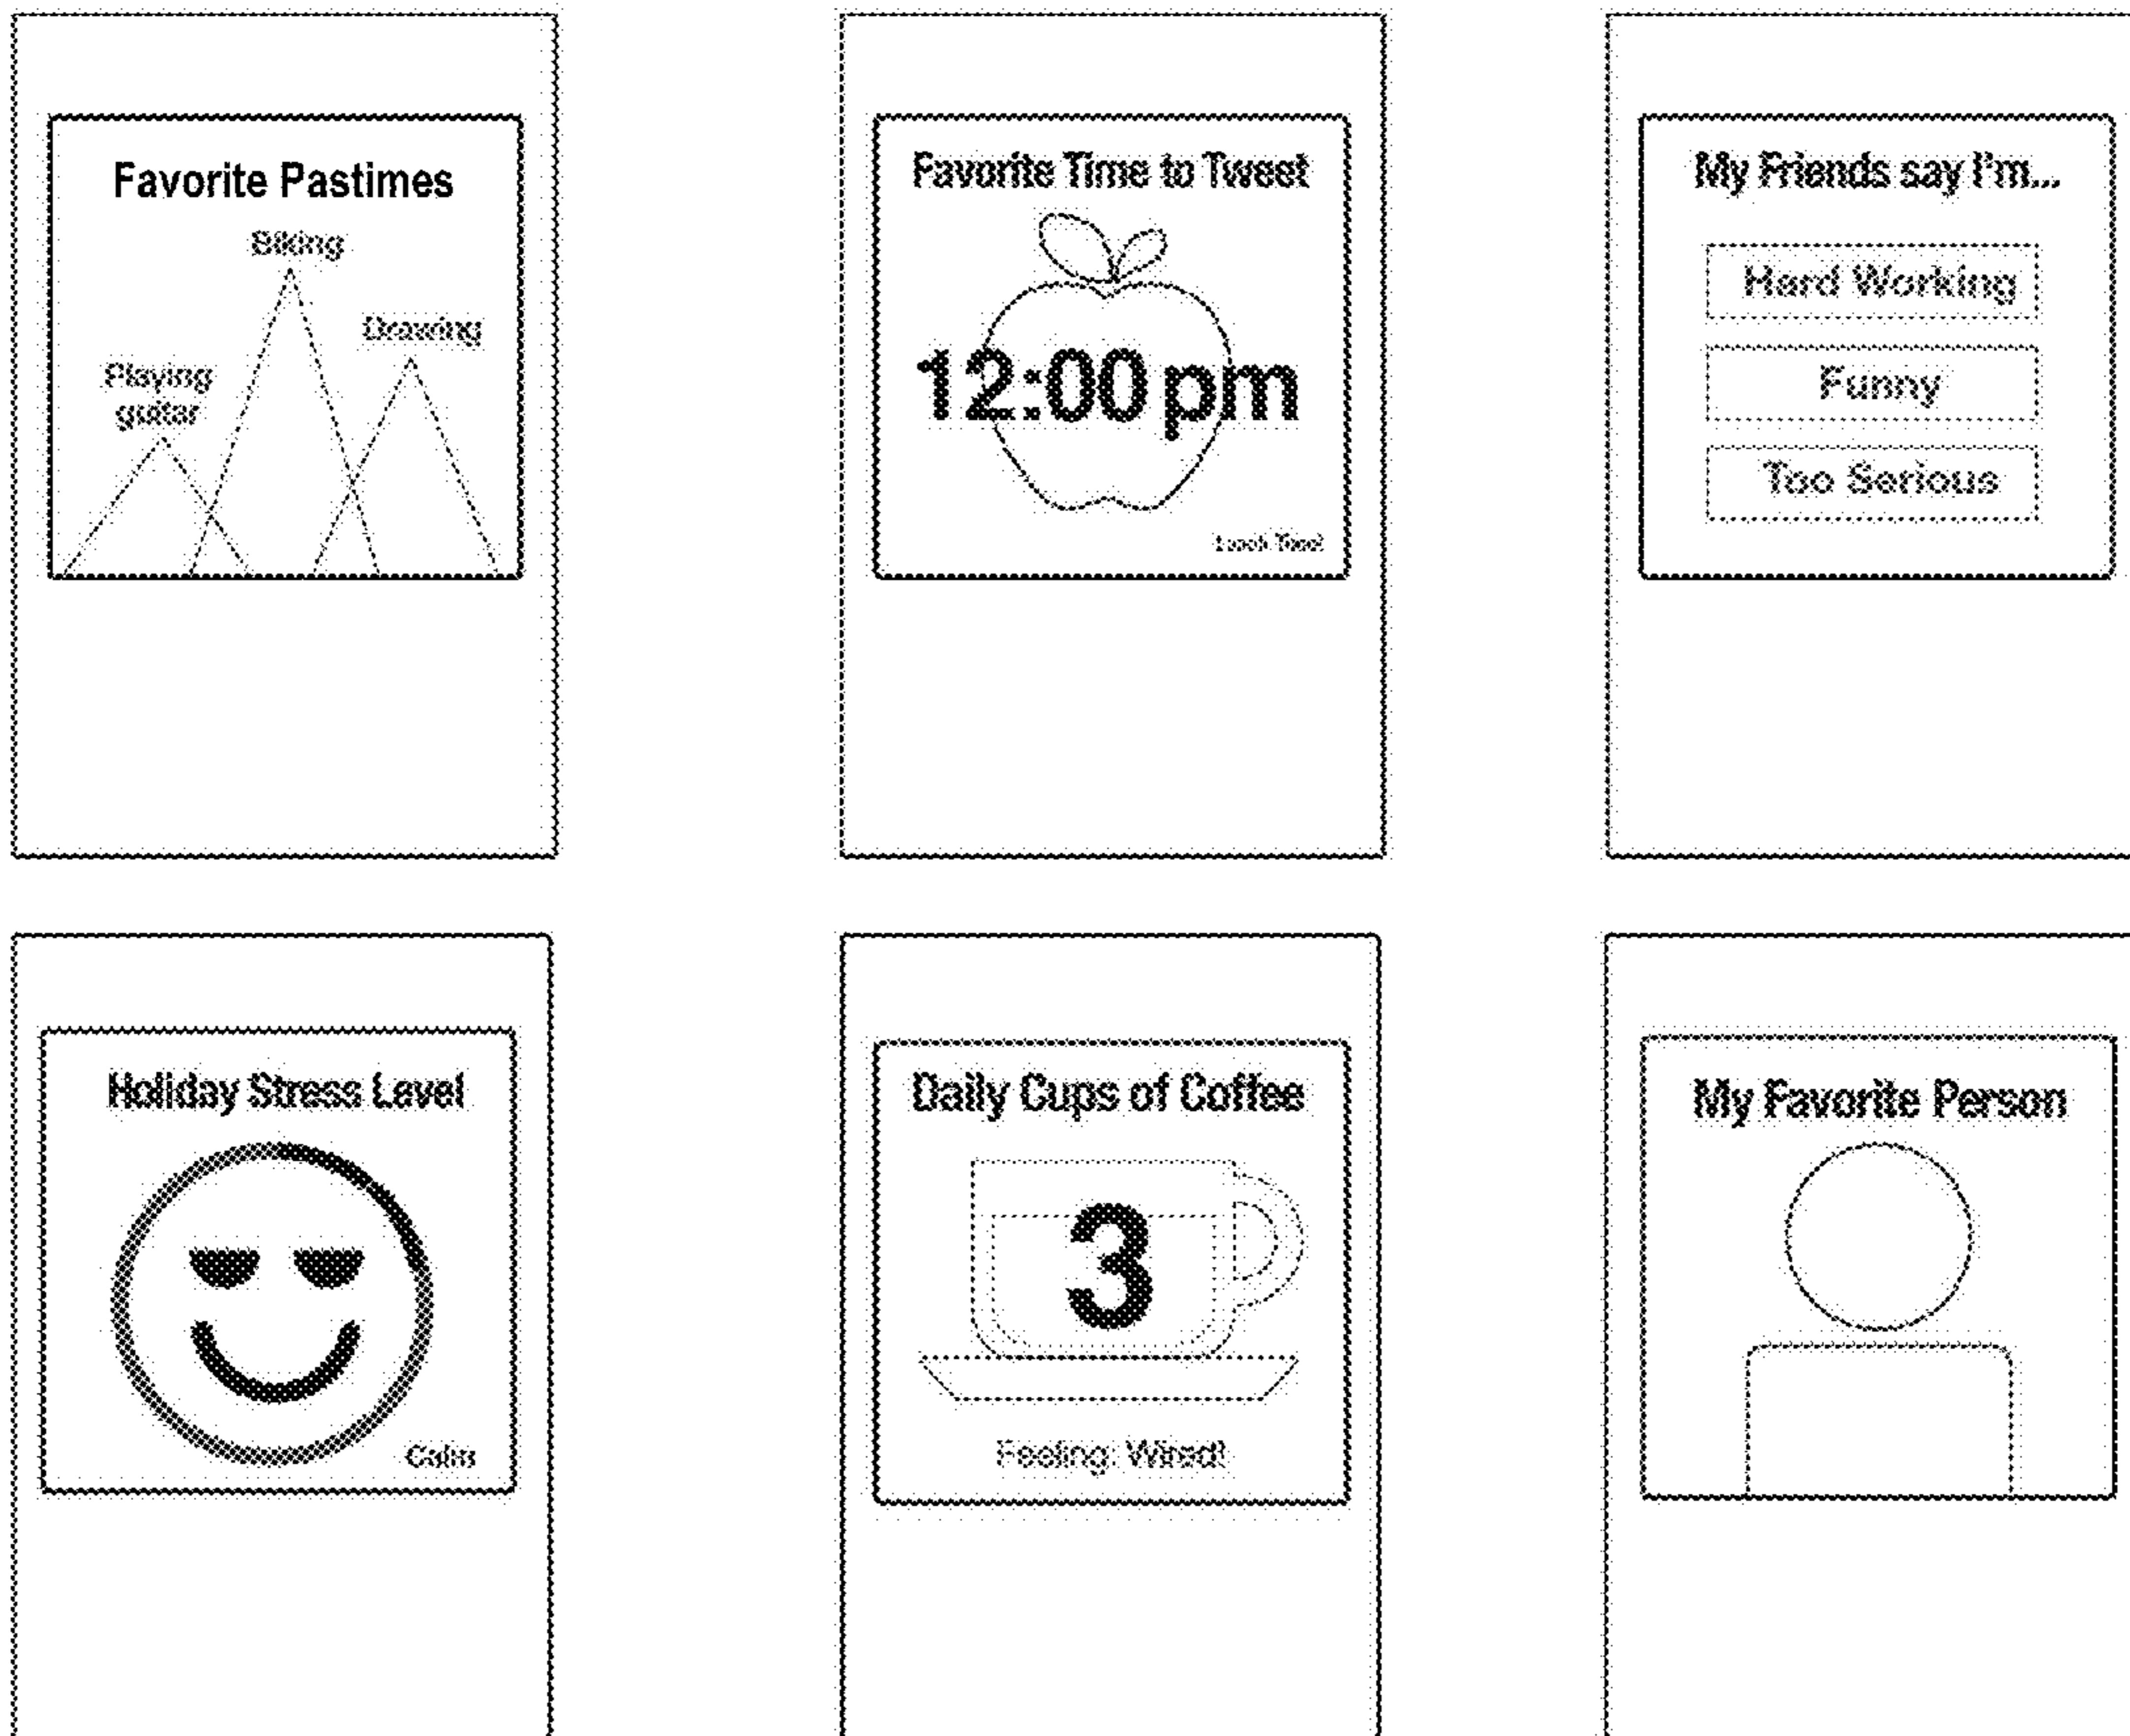 Favorite Pastimes
Biking
Drawing
Playing
guitar
Favorite Time to Tweet
12:00 pm
Lunch Time!
My Friends say I'm...
Hard Working
Funny
Too Serious
Holiday Stress Level
Calm
Daily Cups of Coffee
3
Feeling: Wired!
My Favorite Person